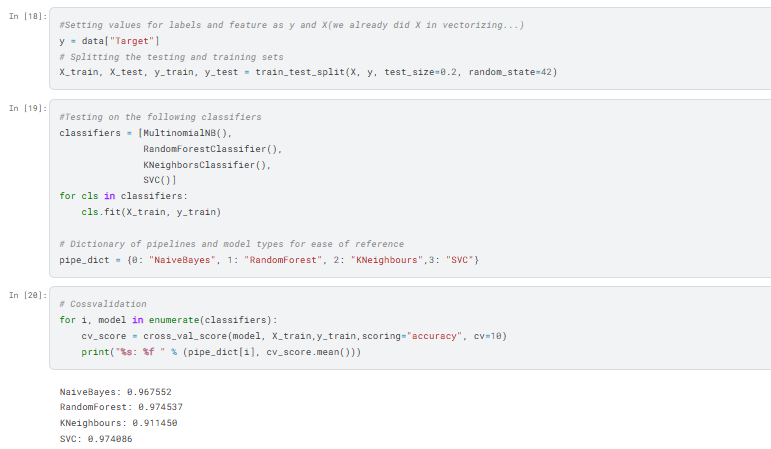 In [18]:
#Setting values for labels and feature as y and X(we already did X in vectorizing...)
y = data["Target"]
# Splitting the testing and training sets
X_train, X_test, y_train, y_test = train_test_split(X, y, test_size=0.2, random_state=42)
In [19]:
#Testing on the following classifiers
classifiers = [MultinomialNB(),
               RandomForestClassifier(),
               KNeighborsClassifier(),
               SVC()]
for cls in classifiers:
    cls.fit(X_train, y_train)
# Dictionary of pipelines and model types for ease of reference
pipe_dict = {0: "NaiveBayes", 1: "RandomForest", 2: "KNeighbours",3: "SVC"}
In [20]:
# Cossvalidation
for i, model in enumerate(classifiers):
    cv_score = cross_val_score(model, X_train,y_train,scoring="accuracy", cv=10)
    print("%s: %f " % (pipe_dict[i], cv_score.mean()))
NaiveBayes: 0.967552
RandomForest: 0.974537
KNeighbours: 0.911450
SVC: 0.974086